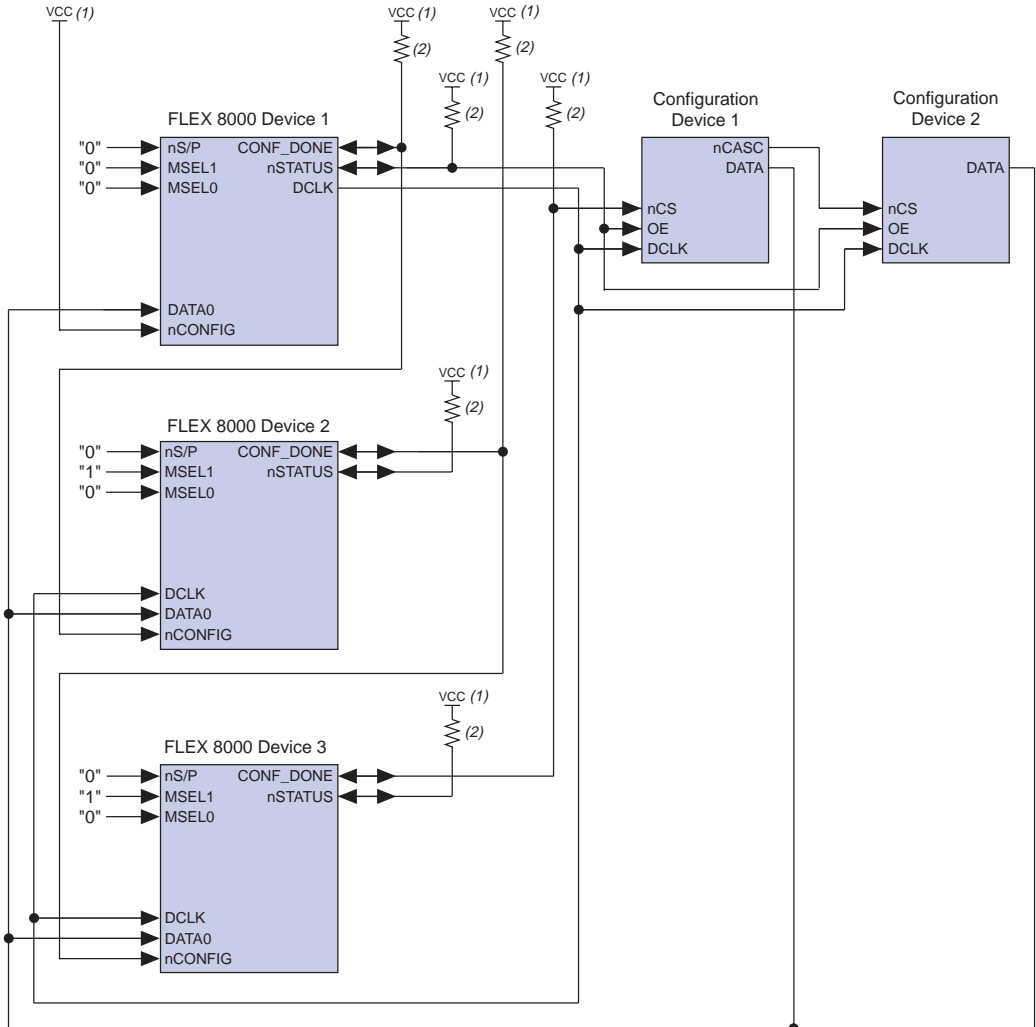 VCC (1)
VCC (1)
VCC (1)
(2)
(2)
VCC (1)
(2)
VCC (1)
(2)
FLEX 8000 Device 1
"0"
"0"
"0"
nS/P
MSEL1
MSEL0
CONF_DONE
nSTATUS
DCLK
DATA0
nCONFIG
Configuration
Device 1
nCASC
DATA
nCS
OE
DCLK
Configuration
Device 2
DATA
nCS
OE
DCLK
VCC (1)
(2)
FLEX 8000 Device 2
"0"
"1"
"0"
nS/P
MSEL1
MSEL0
CONF_DONE
nSTATUS
DCLK
DATA0
nCONFIG
VCC (1)
(2)
FLEX 8000 Device 3
"0"
"1"
"0"
nS/P
MSEL1
MSEL0
CONF_DONE
nSTATUS
DCLK
DATA0
nCONFIG